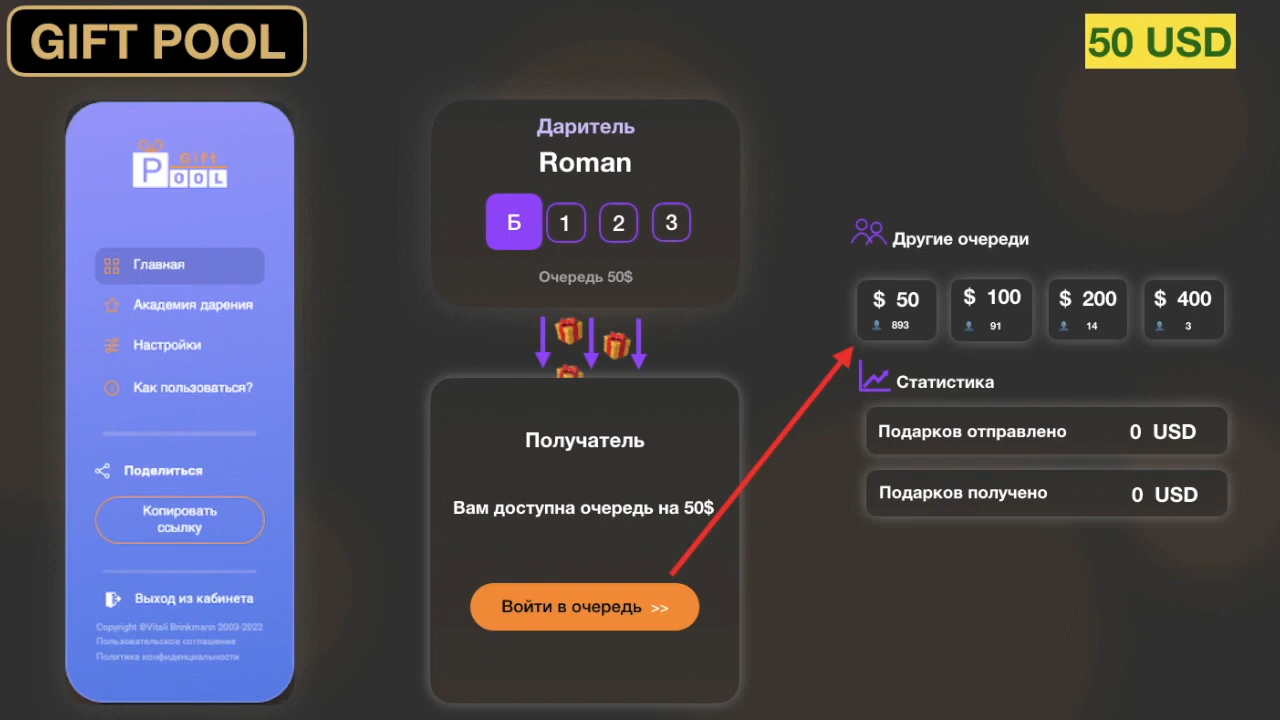 GIFT POOL
50 USD
Gift
POOL
Главная
Академия дарения
Настройки
Как пользоваться?
Поделиться
Копировать
ссылку
Выход из кабинета
Copyright ©Vitali Brinkmann 2003-2022
Пользовательское соглашение
Политика конфиденциальности
Даритель
Roman
Б 1 2 3
Очередь 50$
Получатель
Вам доступна очередь на 50$
Войти в очередь >>
Другие очереди
$ 50
893
$ 100
91
$ 200
14
$ 400
3
Статистика
Подарков отправлено 0 USD
Подарков получено 0 USD